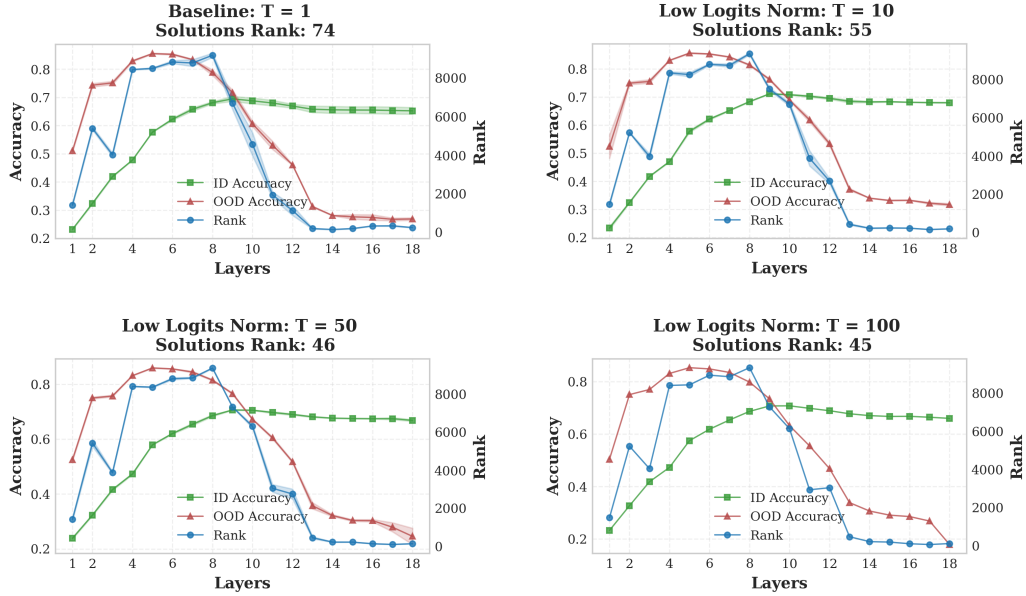 Baseline: T = 1
Solutions Rank: 74
Accuracy
0.8
0.7
0.6
0.5
0.4
0.3
0.2
8000
6000
4000
2000
0
Rank
ID Accuracy
OOD Accuracy
Rank
1 2 4 6 8 10 12 14 16 18
Layers
Low Logits Norm: T = 10
Solutions Rank: 55
Accuracy
0.8
0.7
0.6
0.5
0.4
0.3
0.2
8000
6000
4000
2000
0
Rank
ID Accuracy
OOD Accuracy
Rank
1 2 4 6 8 10 12 14 16 18
Layers
Low Logits Norm: T = 50
Solutions Rank: 46
Accuracy
0.8
0.6
0.4
0.2
8000
6000
4000
2000
0
Rank
ID Accuracy
OOD Accuracy
Rank
1 2 4 6 8 10 12 14 16 18
Layers
Low Logits Norm: T = 100
Solutions Rank: 45
Accuracy
0.8
0.6
0.4
0.2
8000
6000
4000
2000
0
Rank
ID Accuracy
OOD Accuracy
Rank
1 2 4 6 8 10 12 14 16 18
Layers